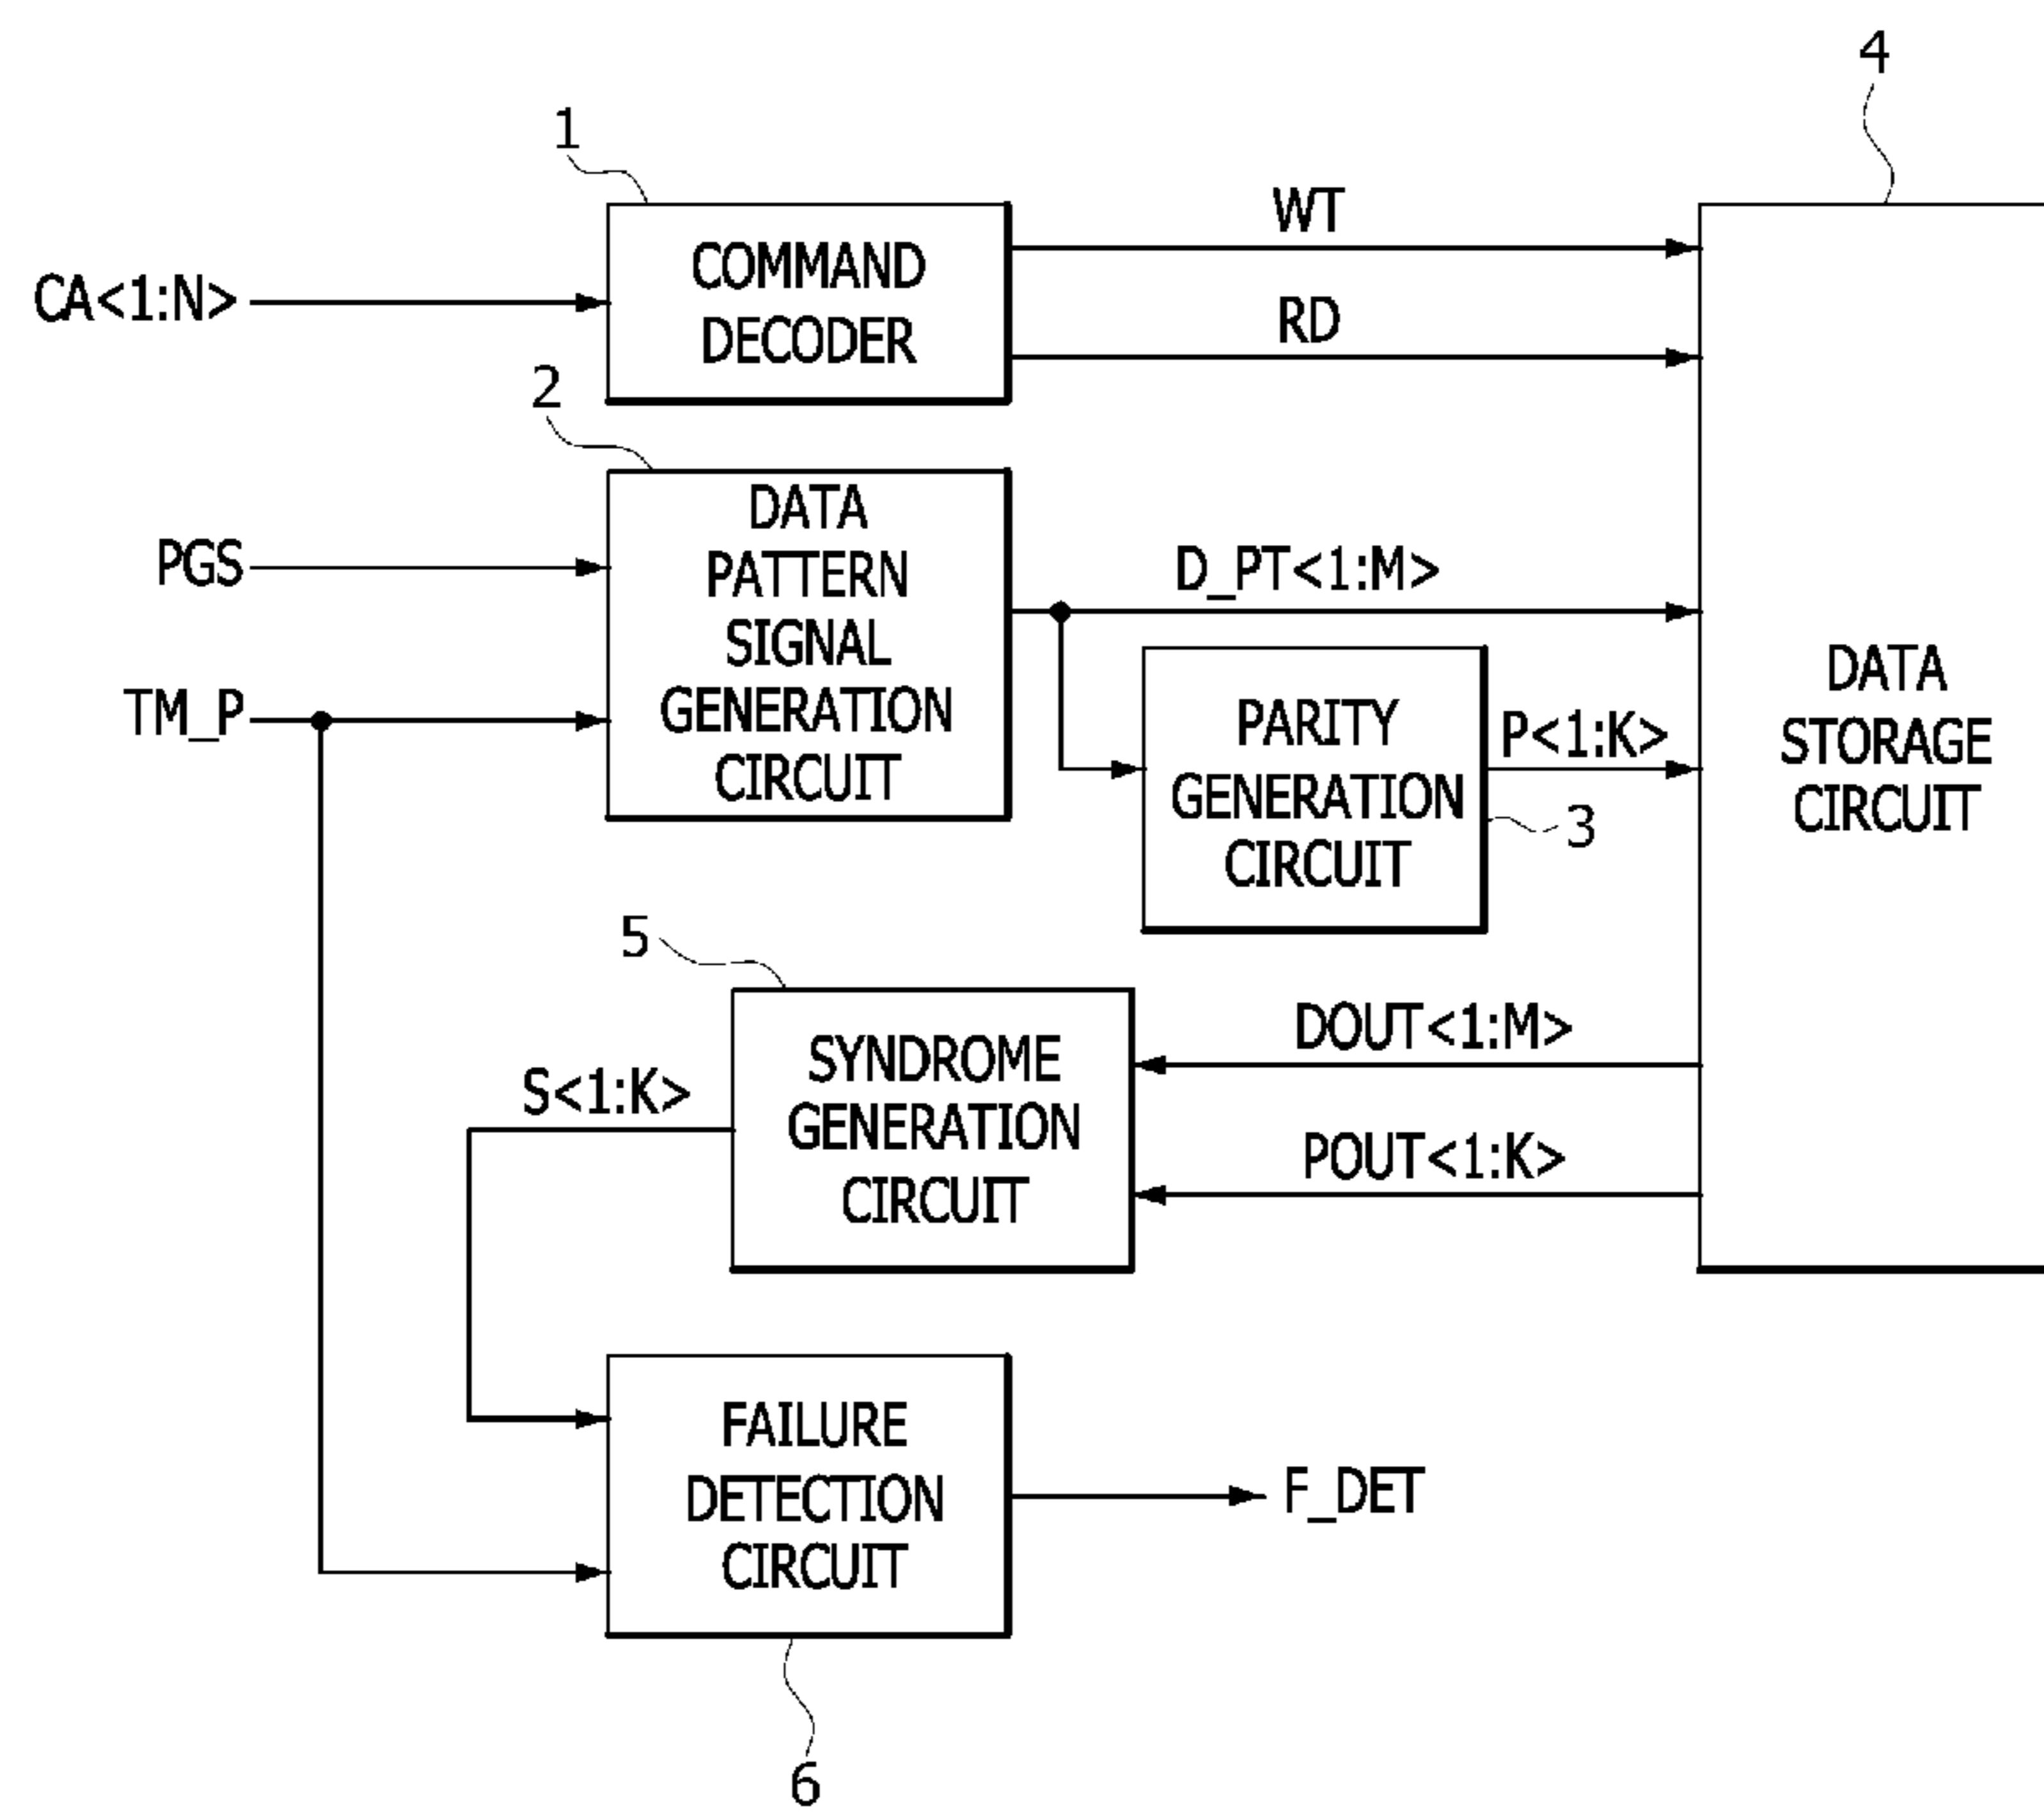 4
1
WT
CA<1:N>
COMMAND
DECODER
RD
2
DATA
PATTERN
SIGNAL
GENERATION
CIRCUIT
PGS
TM_P
D_PT<1:M>
PARITY
GENERATION
CIRCUIT
P<1:K>
3
DATA
STORAGE
CIRCUIT
5
SYNDROME
GENERATION
CIRCUIT
DOUT<1:M>
POUT<1:K>
S<1:K>
FAILURE
DETECTION
CIRCUIT
F_DET
6